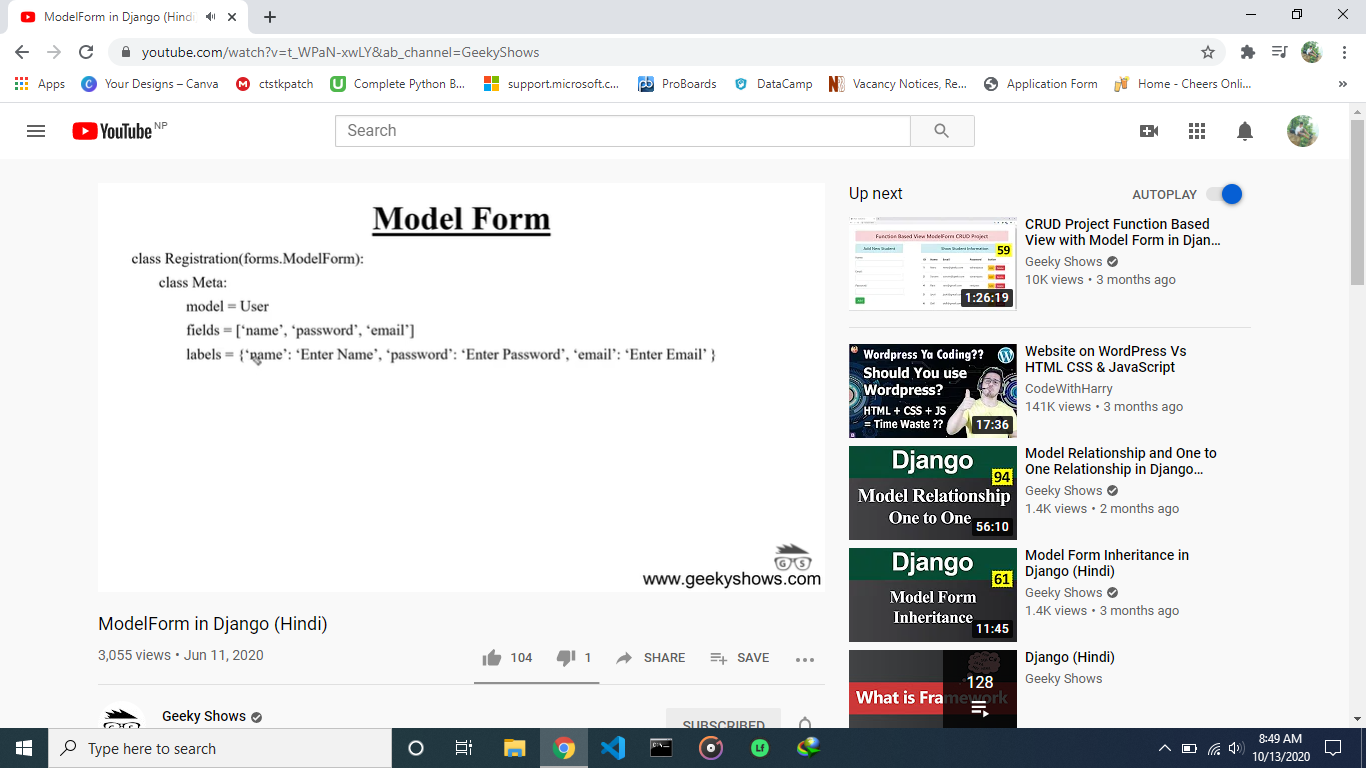 ModelForm in Django (Hindi
youtube.com/watch?v=t_WPaN-xwLY&ab_channel=GeekyShows
Apps
Your Designs – Canva
ctstkpatch
Complete Python B...
support.microsoft.c...
ProBoards
DataCamp
Vacancy Notices, Re...
Application Form
Home - Cheers Onli...
»
YouTube NP
Search
Model Form
class Registration(forms.ModelForm):
class Meta:
model = User
fields = [‘name’, ‘password’, ‘email’]
labels = {‘name’: ‘Enter Name’, ‘password’: ‘Enter Password’, ‘email’: ‘Enter Email’ }
G S
www.geekyshows.com
ModelForm in Django (Hindi)
3,055 views • Jun 11, 2020
104
1
SHARE
SAVE
Geeky Shows
SUBSCRIBED
Up next
AUTOPLAY
Function Based View ModelForm CRUD Project
Add New Student
Show Student Information
59
1:26:19
CRUD Project Function Based
View with Model Form in Djan...
Geeky Shows
10K views • 3 months ago
Wordpress Ya Coding??
Should You use
Wordpress?
HTML + CSS + JS
= Time Waste ??
17:36
Website on WordPress Vs
HTML CSS & JavaScript
CodeWithHarry
141K views • 3 months ago
Django
94
Model Relationship
One to One
56:10
Model Relationship and One to
One Relationship in Django...
Geeky Shows
1.4K views • 2 months ago
Django
61
Model Form
Inheritance
11:45
Model Form Inheritance in
Django (Hindi)
Geeky Shows
1.4K views • 3 months ago
What is Framework
128
Django (Hindi)
Geeky Shows
Type here to search
Lf
8:49 AM
10/13/2020